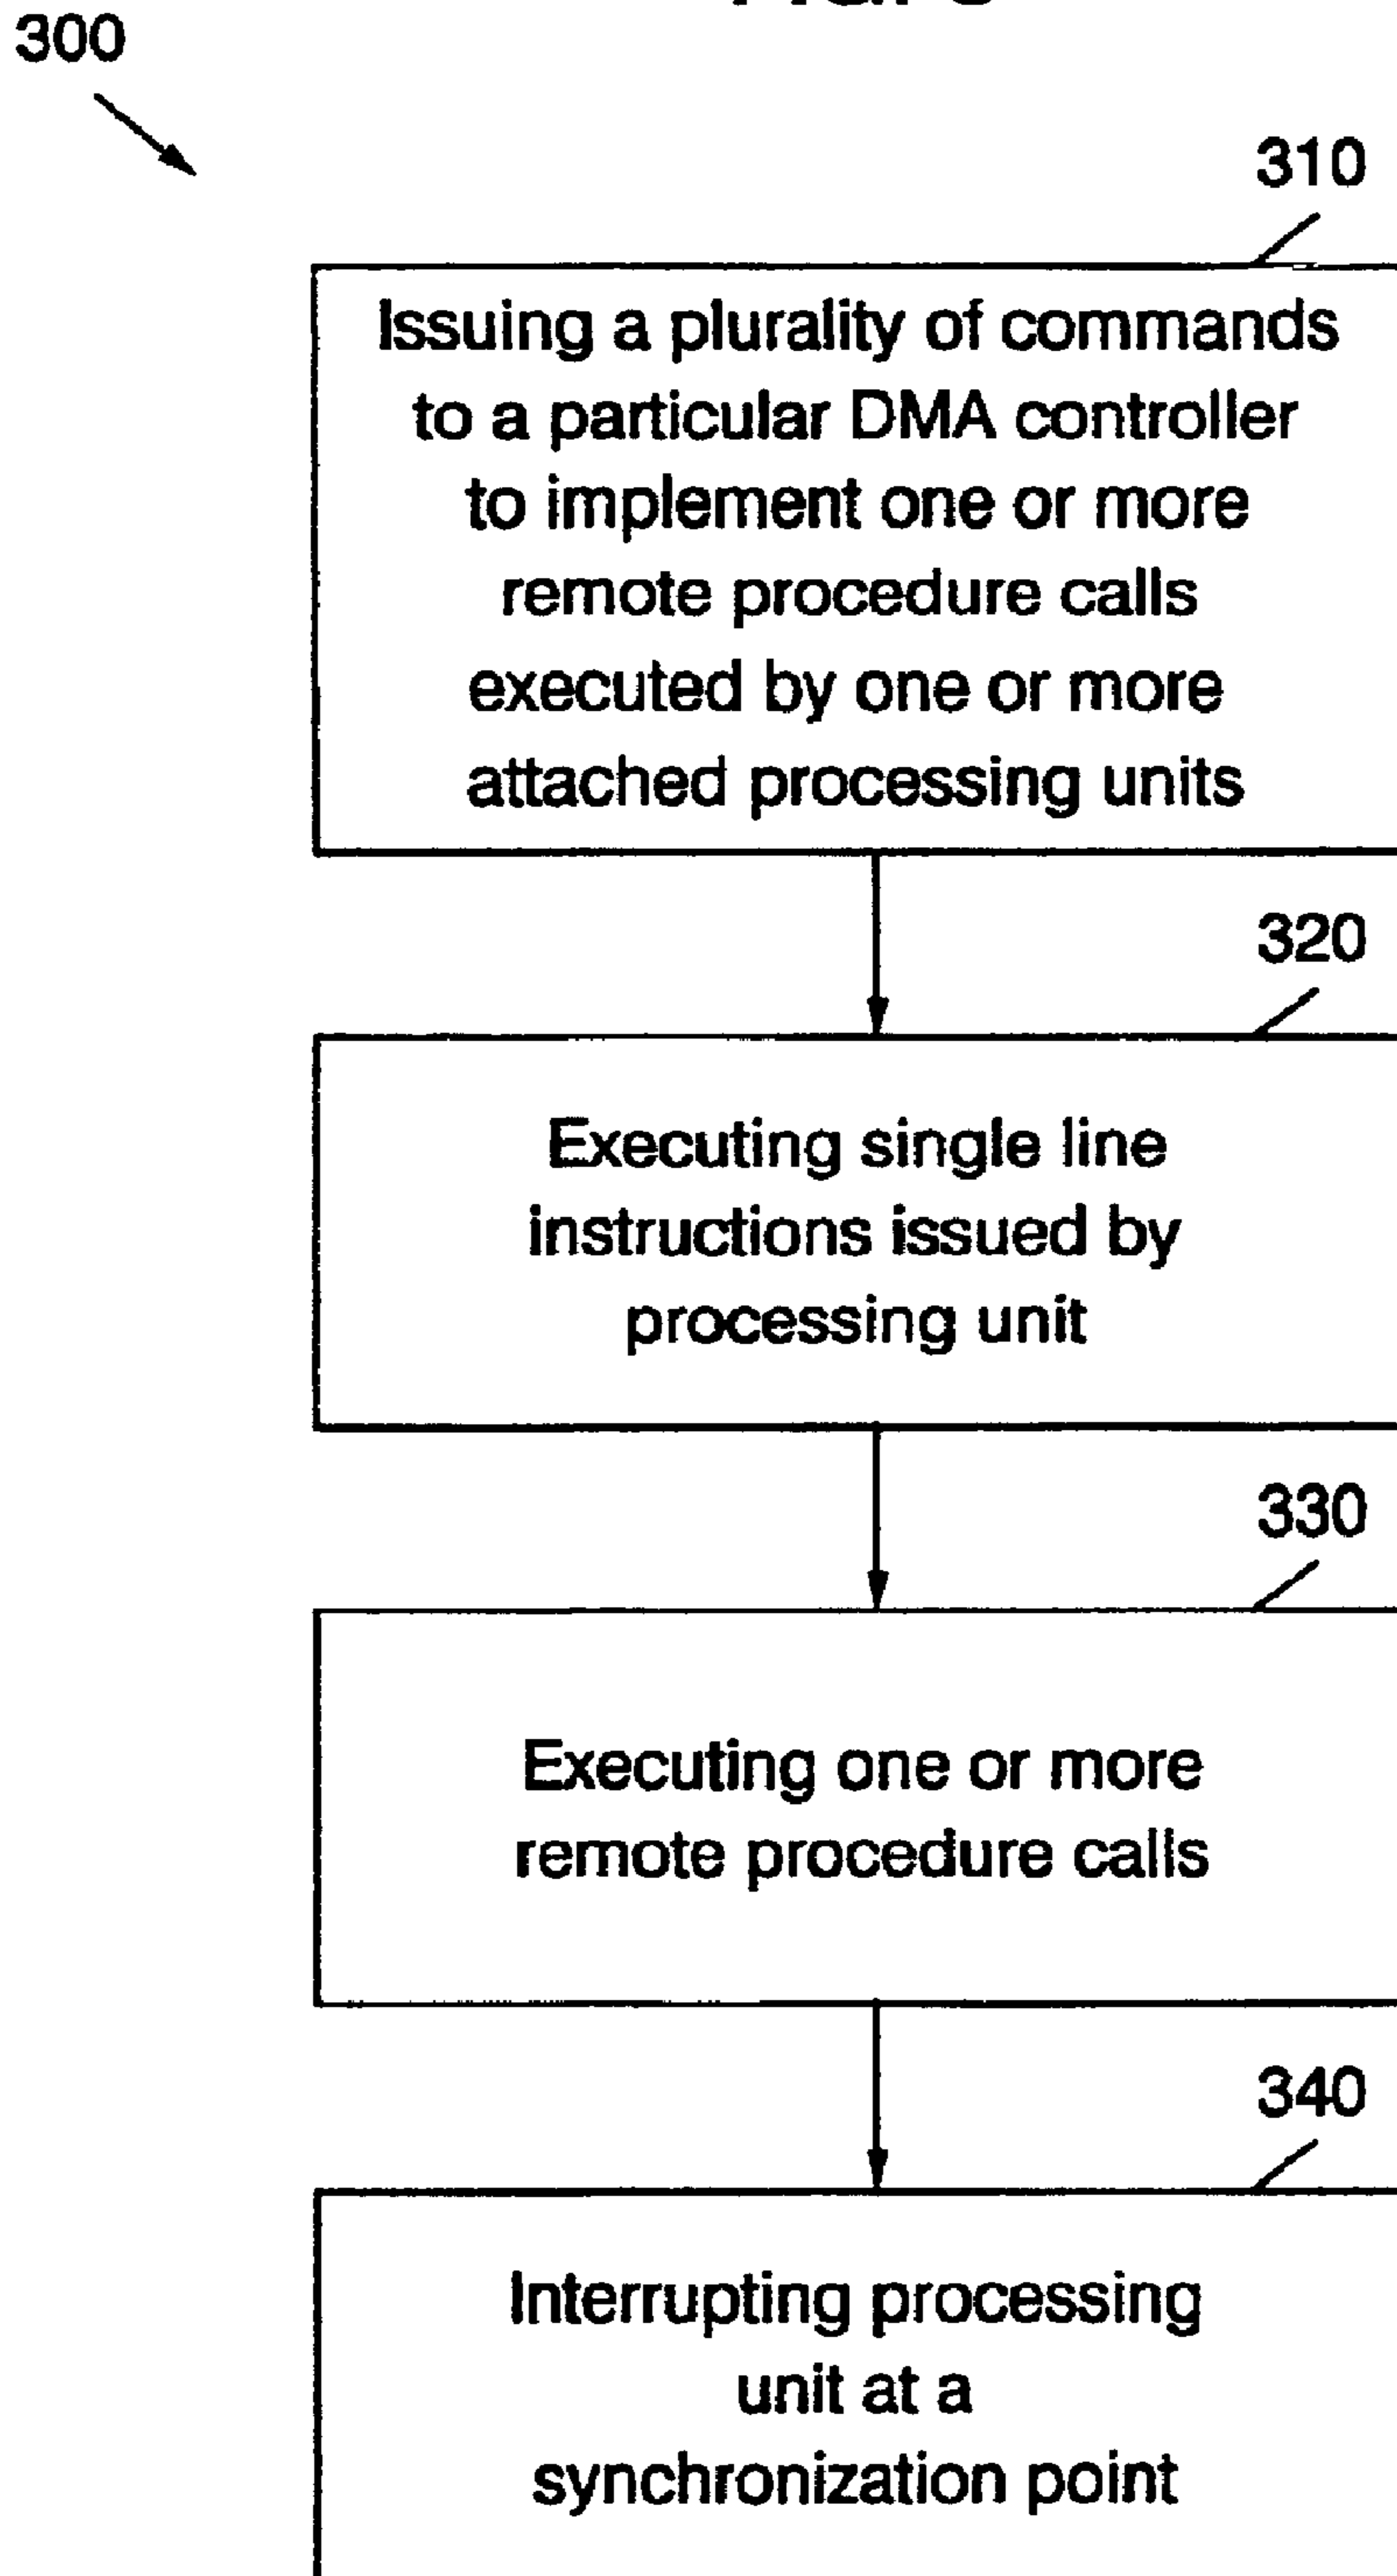 300
310
Issuing a plurality of commands
to a particular DMA controller
to implement one or more
remote procedure calls
executed by one or more
attached processing units
320
Executing single line
instructions issued by
processing unit
330
Executing one or more
remote procedure calls
340
Interrupting processing
unit at a
synchronization point